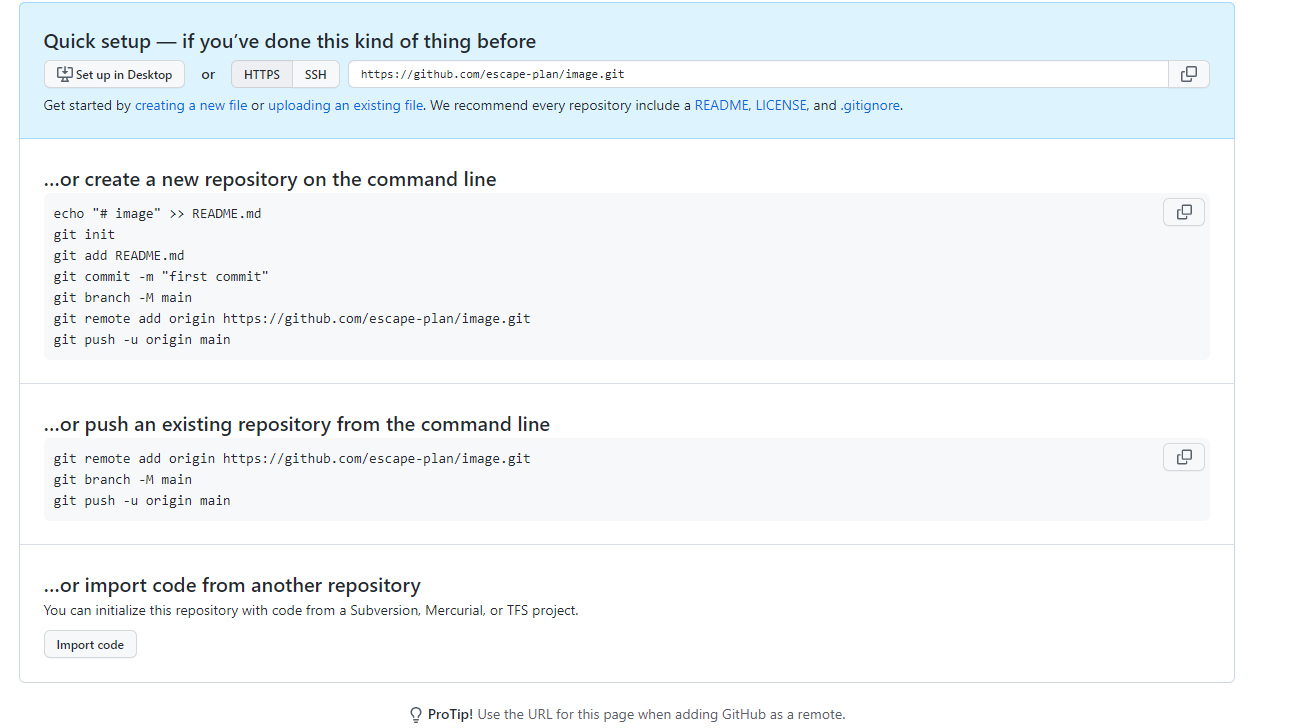 Quick setup — if you’ve done this kind of thing before
Set up in Desktop or HTTPS SSH https://github.com/escape-plan/image.git
Get started by creating a new file or uploading an existing file. We recommend every repository include a README, LICENSE, and .gitignore.
…or create a new repository on the command line
echo "# image" >> README.md
git init
git add README.md
git commit -m "first commit"
git branch -M main
git remote add origin https://github.com/escape-plan/image.git
git push -u origin main
…or push an existing repository from the command line
git remote add origin https://github.com/escape-plan/image.git
git branch -M main
git push -u origin main
…or import code from another repository
You can initialize this repository with code from a Subversion, Mercurial, or TFS project.
Import code
ProTip! Use the URL for this page when adding GitHub as a remote.